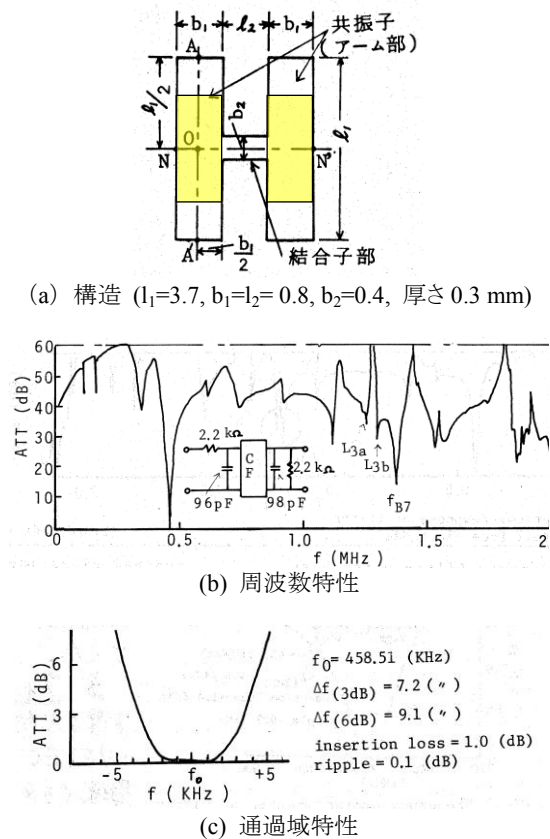 b₁ l₂ b₁
共振子
(アーム部)
A
l₁/2
b₂
l₁
O
N
N'
A'
b₁/2
結合子部
(a) 構造 (l₁=3.7, b₁=l₂= 0.8, b₂=0.4, 厚さ 0.3 mm)
60
50
40
30
20
10
0
ATT (dB)
2.2 kΩ
CF
2.2 kΩ
96pF
98pF
L3a
L3b
fB7
0 0.5 1.0 1.5 2.0
f (MHz)
(b) 周波数特性
6
3
0
ATT (dB)
-5 f₀ +5
f (KHz)
f₀= 458.51 (KHz)
Δf(3dB) = 7.2 ( 〃 )
Δf(6dB) = 9.1 ( 〃 )
insertion loss = 1.0 (dB)
ripple = 0.1 (dB)
(c) 通過域特性